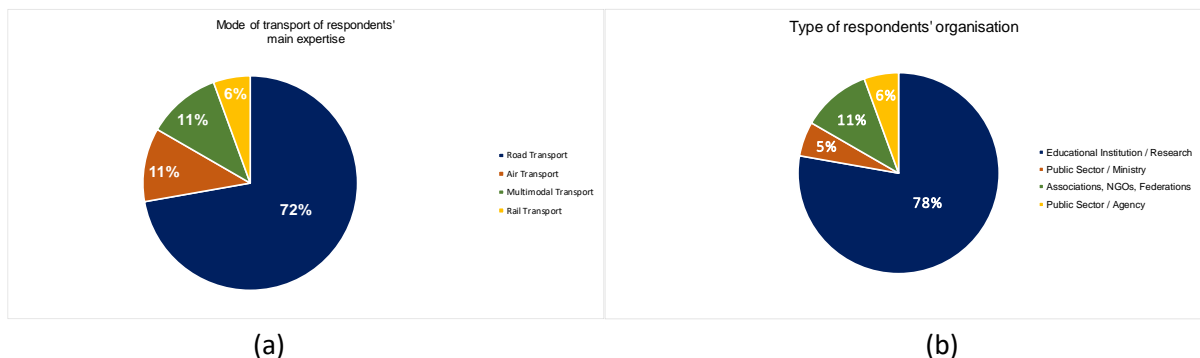 Mode of transport of respondents'
main expertise
6%
11%
11%
72%
Road Transport
Air Transport
Multimodal Transport
Rail Transport
(a)
Type of respondents' organisation
6%
11%
5%
78%
Educational Institution / Research
Public Sector / Ministry
Associations, NGOs, Federations
Public Sector / Agency
(b)